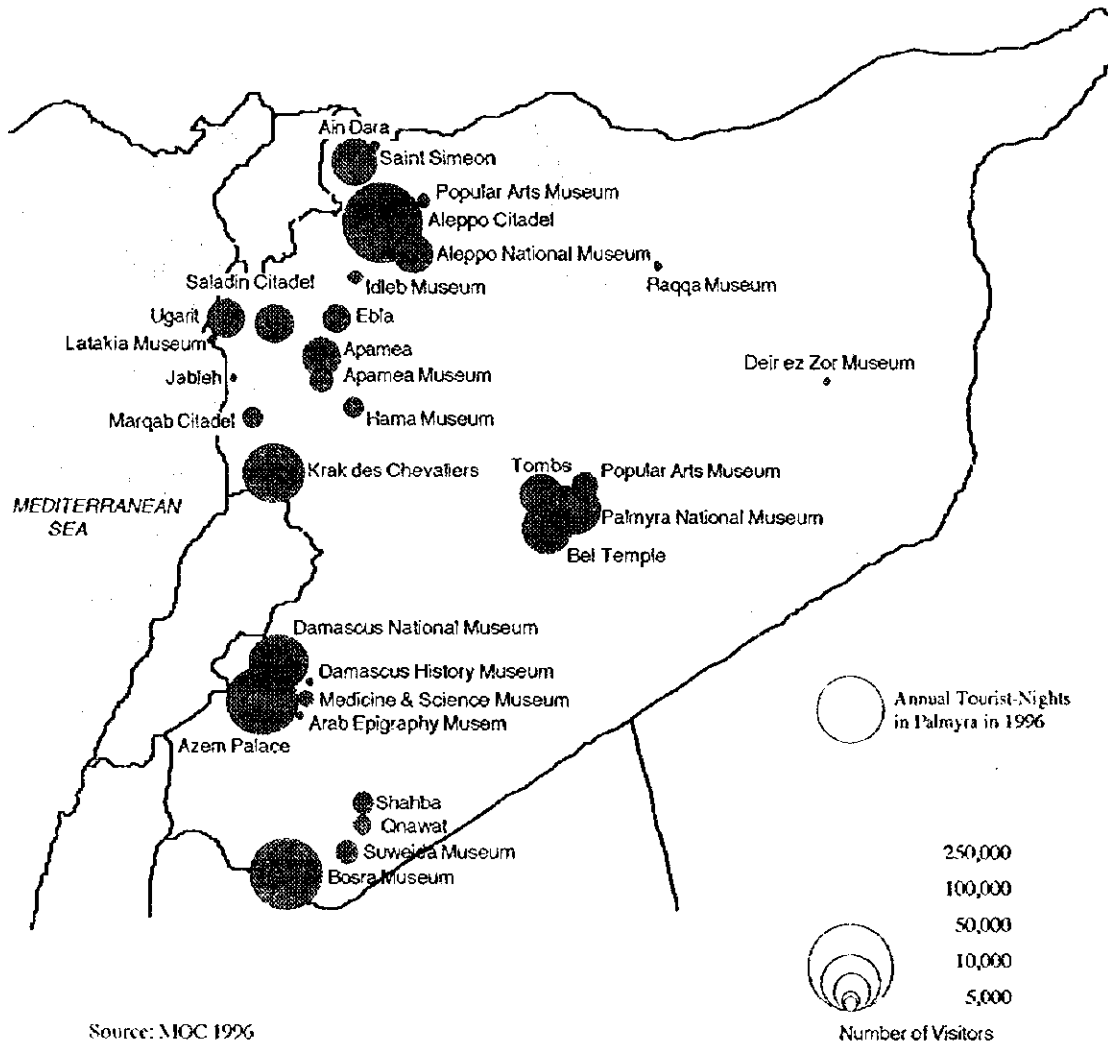 Ain Dara
Saint Simeon
Popular Arts Museum
Aleppo Citadel
Aleppo National Museum
Saladin Citadel
Idleb Museum
Raqqa Museum
Ugarit
Ebla
Latakia Museum
Apamea
Jableh
Apamea Museum
Deir ez Zor Museum
Marqab Citadel
Hama Museum
Krak des Chevaliers
Tombs
Popular Arts Museum
MEDITERRANEAN
SEA
Palmyra National Museum
Bel Temple
Damascus National Museum
Damascus History Museum
Medicine & Science Museum
Arab Epigraphy Musem
Azem Palace
Annual Tourist-Nights
in Palmyra in 1996
Shahba
Qnawat
Suweida Museum
Bosra Museum
250,000
100,000
50,000
10,000
5,000
Number of Visitors
Source: MOC 1996